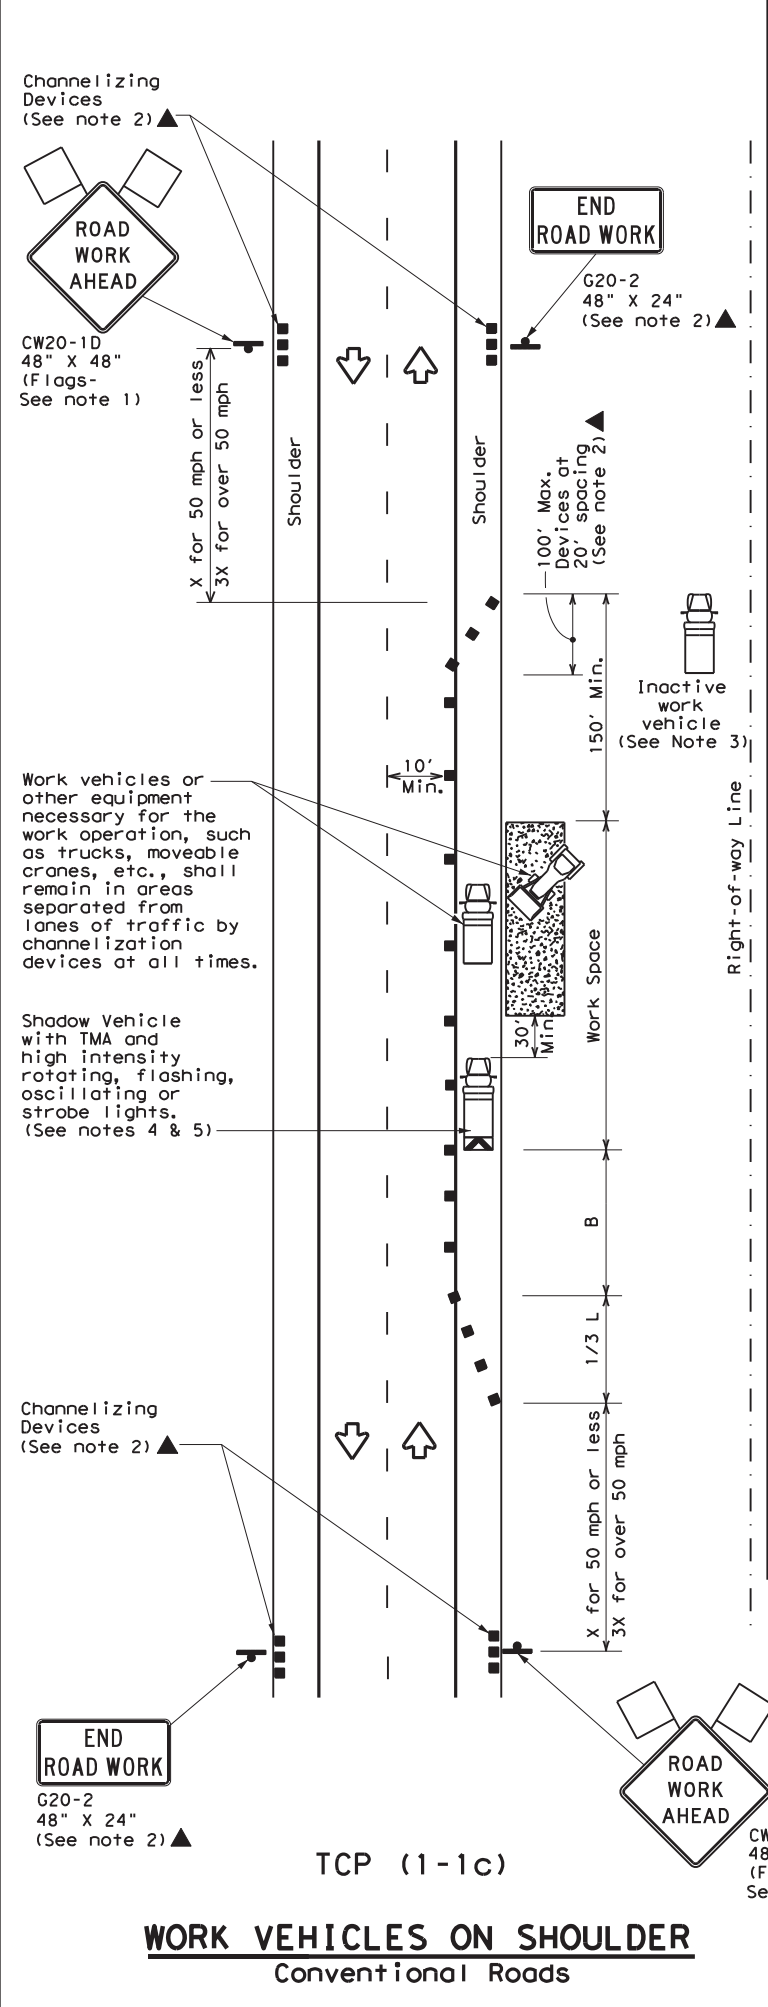 Channelizing
Devices
(See note 2)
ROAD
WORK
AHEAD
CW20-1D
48" X 48"
(Flags-
See note 1)
END
ROAD WORK
G20-2
48" X 24"
(See note 2)
X for 50 mph or less
3X for over 50 mph
Shoulder
Shoulder
100' Max.
Devices at
20' spacing
(See note 2)
150' Min.
Inactive
work
vehicle
(See Note 3)
10'
Min.
Work vehicles or
other equipment
necessary for the
work operation, such
as trucks, moveable
cranes, etc., shall
remain in areas
separated from
lanes of traffic by
channelization
devices at all times.
Right-of-way Line
Work Space
30'
Min.
Shadow Vehicle
with TMA and
high intensity
rotating, flashing,
oscillating or
strobe lights.
(See notes 4 & 5)
B
1/3 L
Channelizing
Devices
(See note 2)
X for 50 mph or less
3X for over 50 mph
END
ROAD WORK
G20-2
48" X 24"
(See note 2)
ROAD
WORK
AHEAD
CW
48
(F
Se
TCP (1-1c)
WORK VEHICLES ON SHOULDER
Conventional Roads